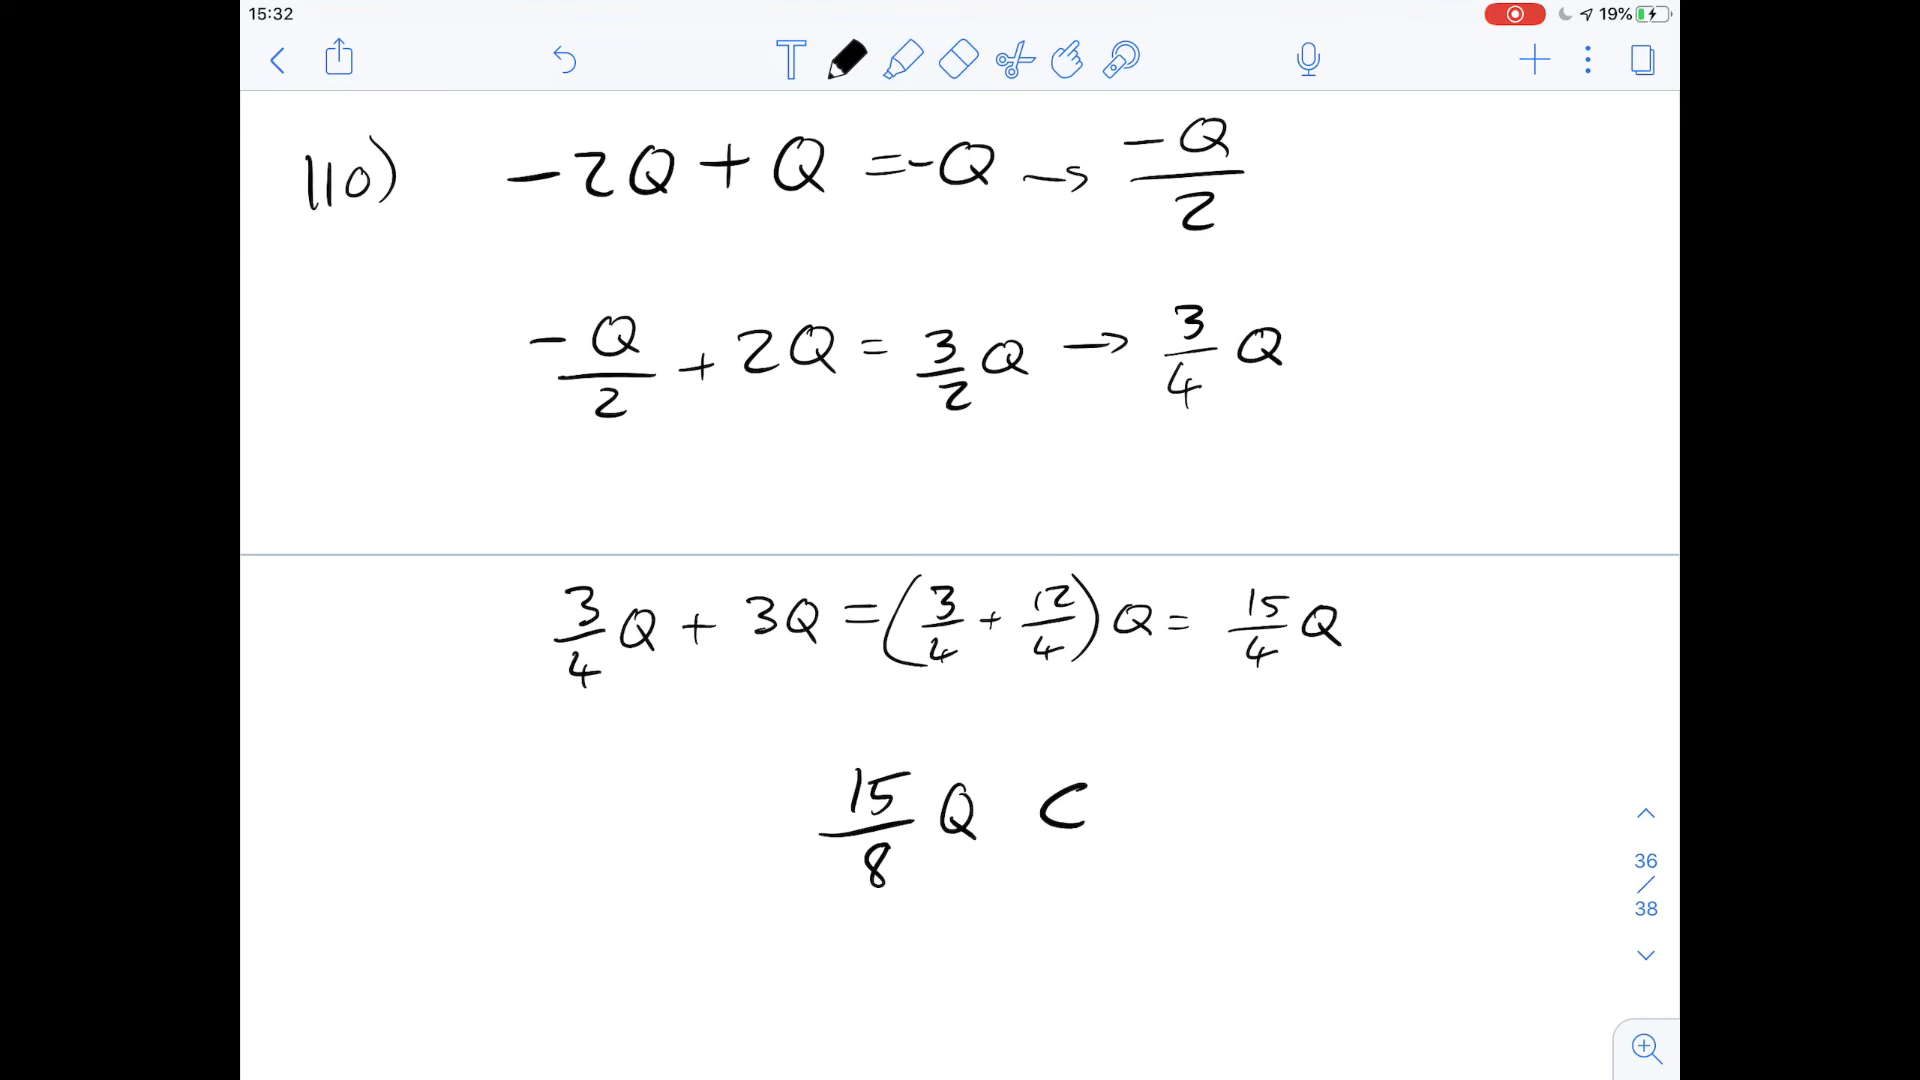 15:32
19%
T
110) -2Q + Q = -Q → -Q/2
-Q/2 + 2Q = 3/2 Q → 3/4 Q
3/4 Q + 3Q = (3/4 + 12/4) Q = 15/4 Q
15/8 Q C
36
/
38